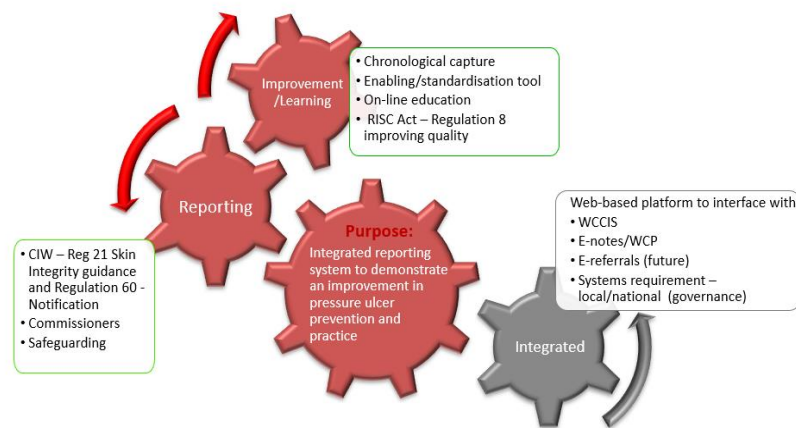 Improvement
/Learning
• Chronological capture
• Enabling/standardisation tool
• On-line education
• RISC Act – Regulation 8
improving quality
Reporting
• CIW – Reg 21 Skin
Integrity guidance
and Regulation 60 -
Notification
• Commissioners
• Safeguarding
Purpose:
Integrated reporting
system to demonstrate
an improvement in
pressure ulcer
prevention and
practice
Web-based platform to interface with
• WCCIS
• E-notes/WCP
• E-referrals (future)
• Systems requirement –
local/national (governance)
Integrated